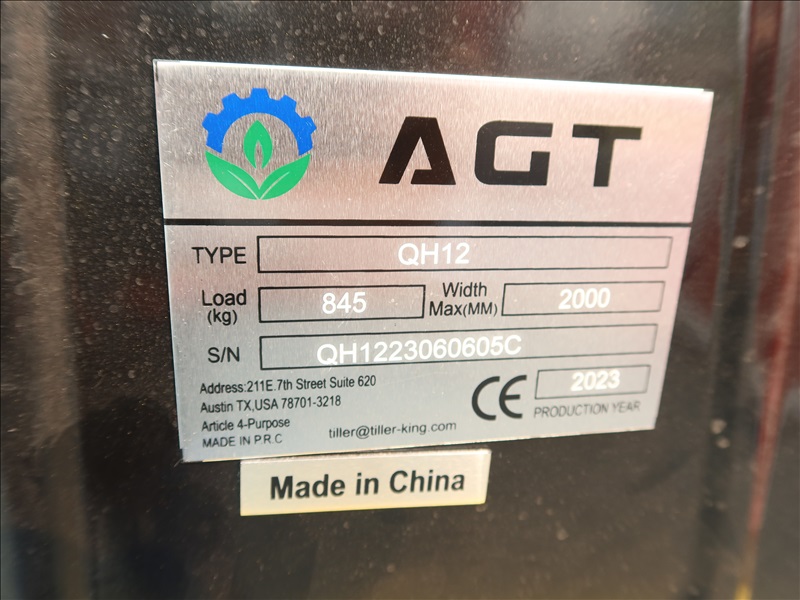 AGT
TYPE QH12
Load (kg) 845 Width Max(MM) 2000
S/N QH1223060605C
Address:211E.7th Street Suite 620
Austin TX,USA 78701-3218
Article 4-Purpose
MADE IN P.R.C
tiller@tiller-king.com
CE 2023
PRODUCTION YEAR
Made in China